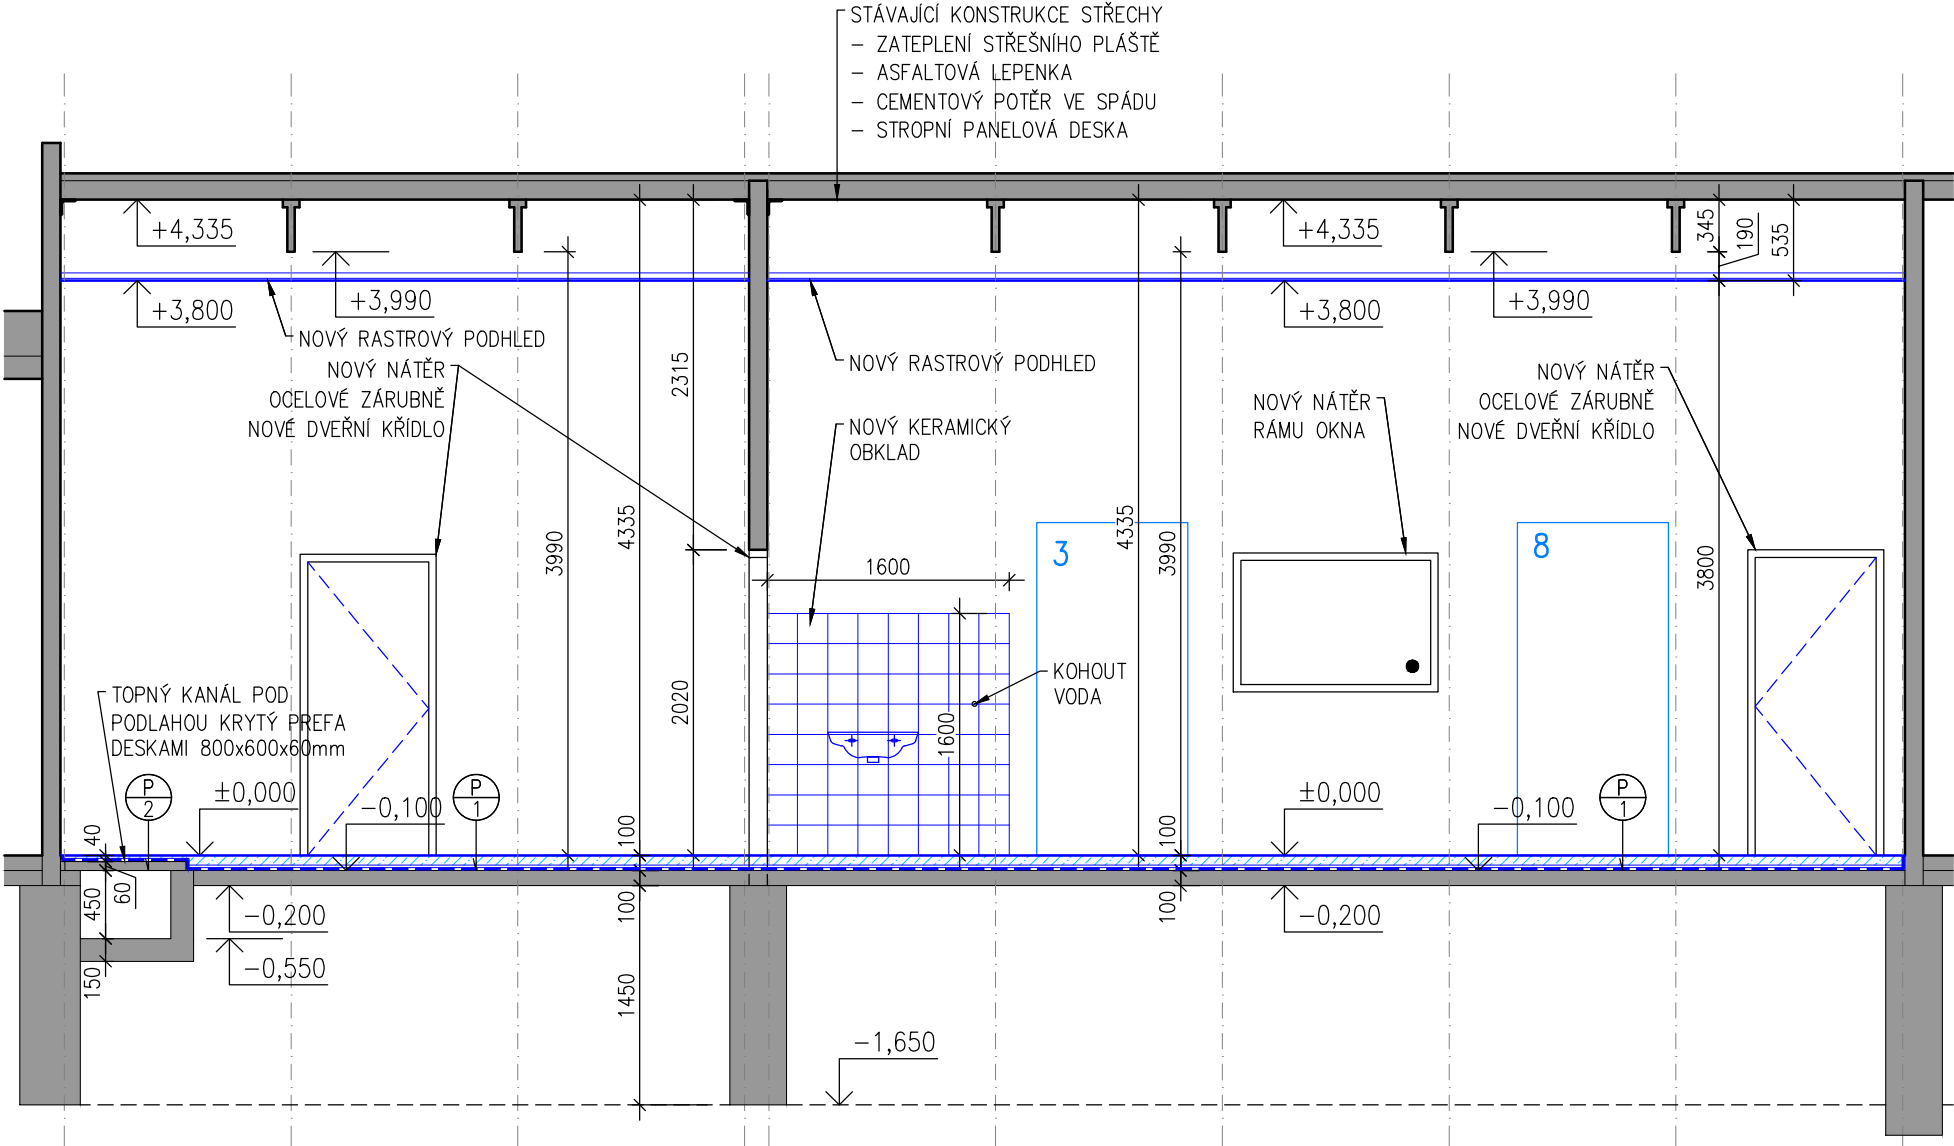 STÁVAJÍCÍ KONSTRUKCE STŘECHY
– ZATEPLENÍ STŘEŠNÍHO PLÁŠTĚ
– ASFALTOVÁ LEPENKA
– CEMENTOVÝ POTĚR VE SPÁDU
– STROPNÍ PANELOVÁ DESKA
+4,335
+4,335
345
190
535
+3,990
+3,990
+3,800
+3,800
NOVÝ RASTROVÝ PODHLED
NOVÝ RASTROVÝ PODHLED
NOVÝ NÁTĚR
OCELOVÉ ZÁRUBNĚ
NOVÉ DVEŘNÍ KŘÍDLO
2315
NOVÝ KERAMICKÝ
OBKLAD
NOVÝ NÁTĚR
RÁMU OKNA
NOVÝ NÁTĚR
OCELOVÉ ZÁRUBNĚ
NOVÉ DVEŘNÍ KŘÍDLO
3990
4335
4335
3990
3800
3
8
1600
1600
2020
KOHOUT
VODA
TOPNÝ KANÁL POD
PODLAHOU KRYTÝ PREFA
DESKAMI 800x600x60mm
P
2
±0,000
-0,100
P
1
±0,000
-0,100
P
1
40
100
100
450
60
150
-0,200
-0,550
100
100
-0,200
1450
-1,650